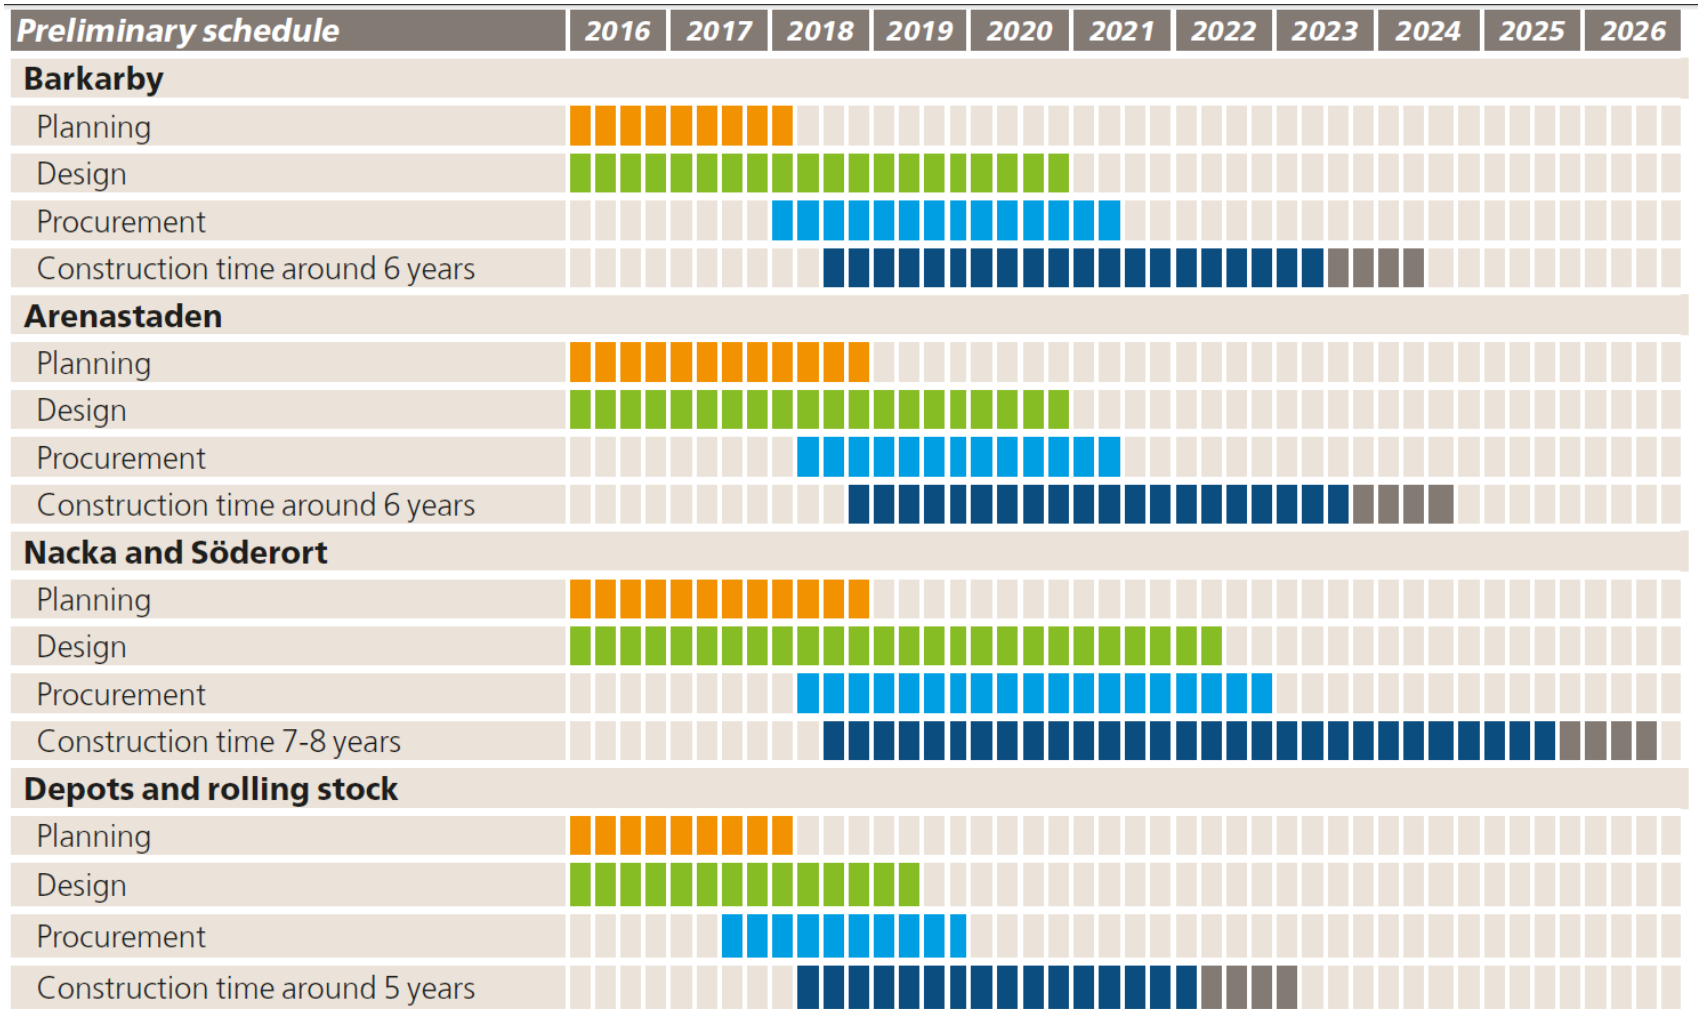 Preliminary schedule 2016 2017 2018 2019 2020 2021 2022 2023 2024 2025 2026
Barkarby
Planning
Design
Procurement
Construction time around 6 years
Arenastaden
Planning
Design
Procurement
Construction time around 6 years
Nacka and Söderort
Planning
Design
Procurement
Construction time 7-8 years
Depots and rolling stock
Planning
Design
Procurement
Construction time around 5 years